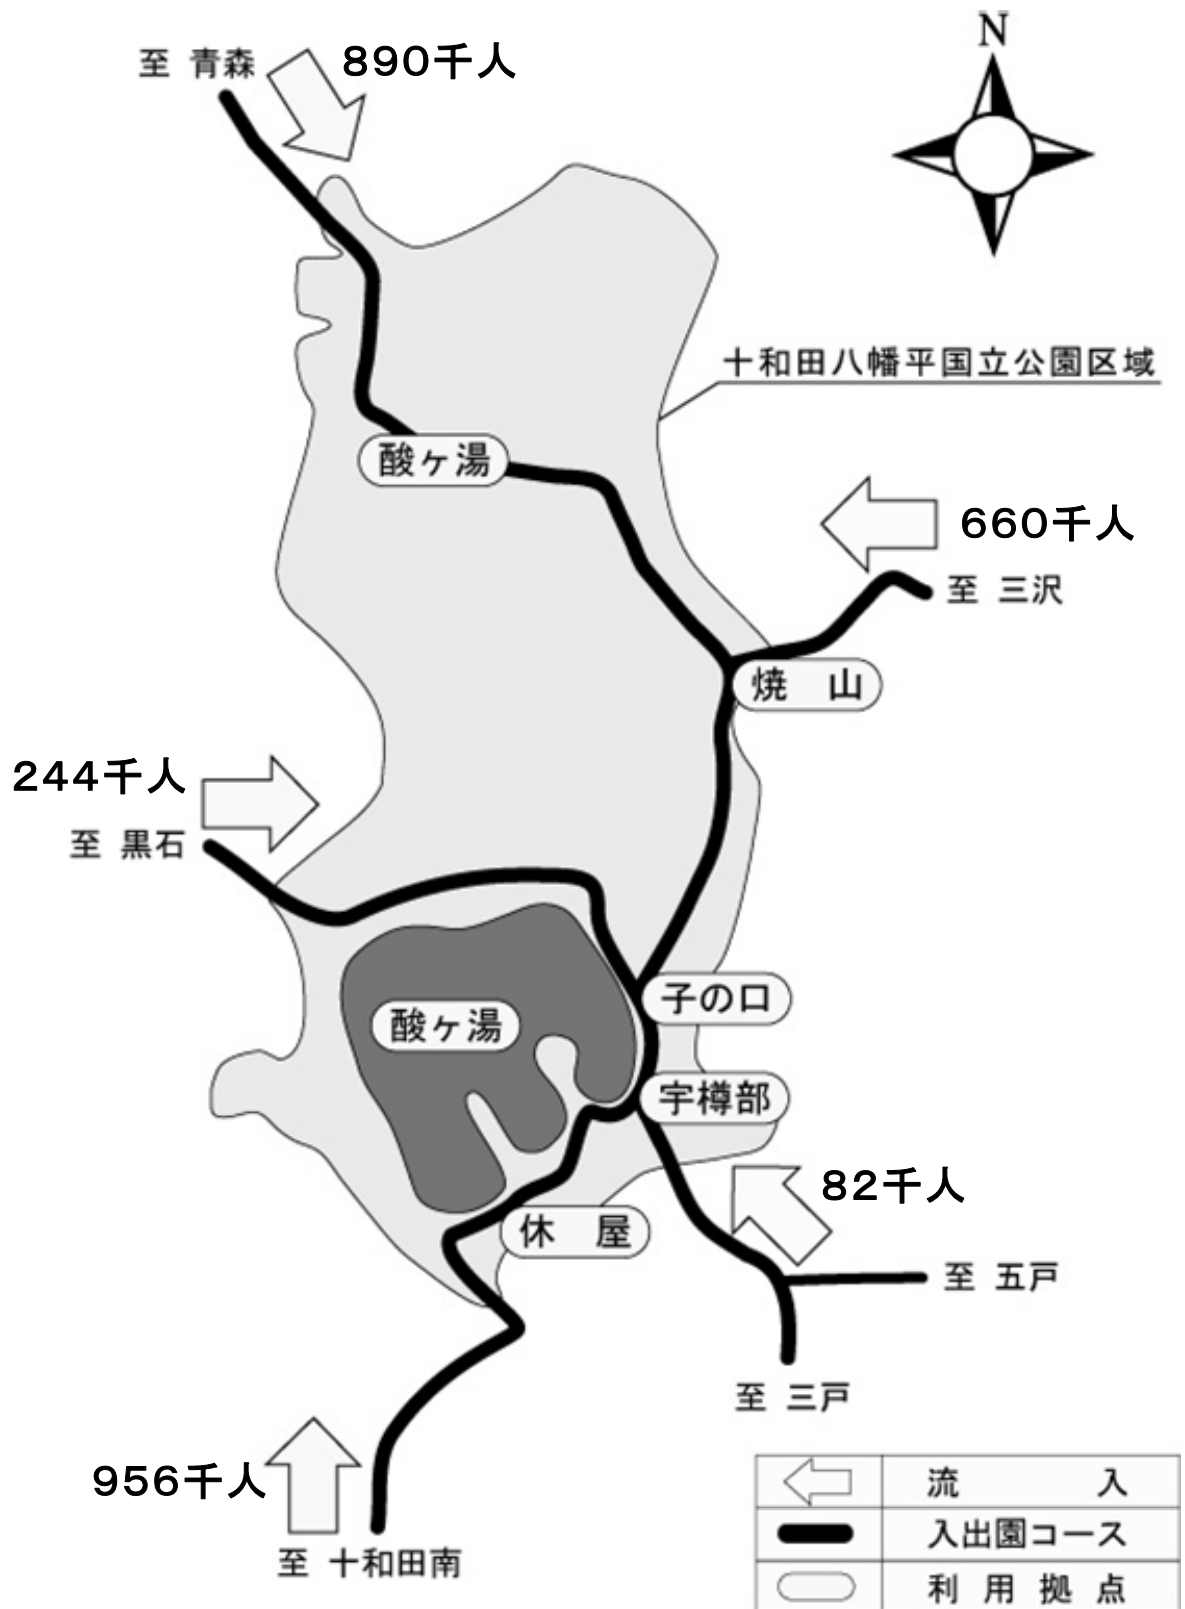 N
至 青森
890千人
十和田八幡平国立公園区域
酸ヶ湯
660千人
至 三沢
焼 山
244千人
至 黒石
子の口
酸ヶ湯
宇樽部
82千人
休 屋
至 五戸
至 三戸
956千人
至 十和田南
流 入
入出園コース
利 用 拠 点